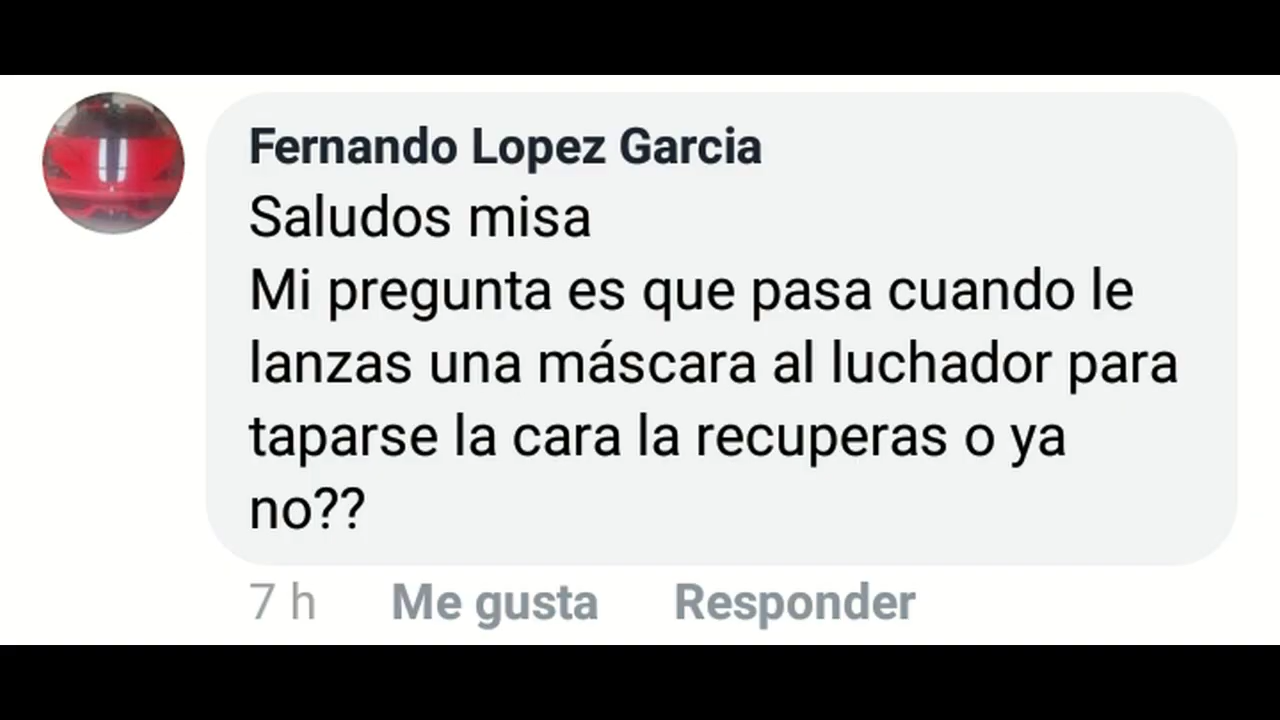 Fernando Lopez Garcia
Saludos misa
Mi pregunta es que pasa cuando le
lanzas una máscara al luchador para
taparse la cara la recuperas o ya
no??
7 h Me gusta Responder